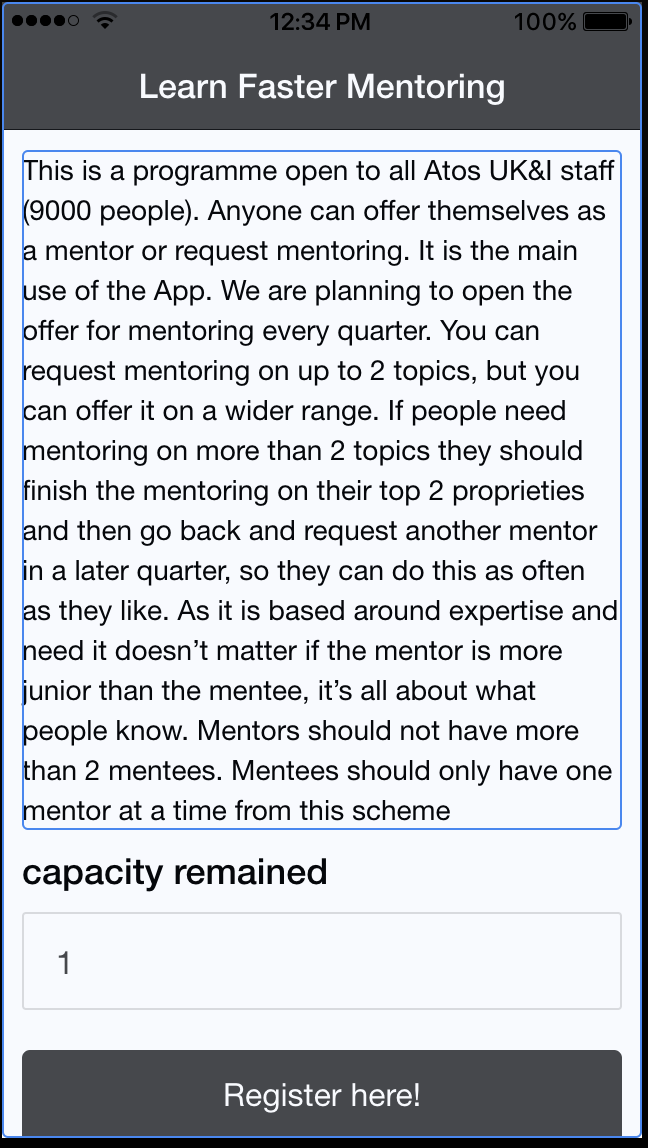 12:34 PM 100%
Learn Faster Mentoring
This is a programme open to all Atos UK&I staff
(9000 people). Anyone can offer themselves as
a mentor or request mentoring. It is the main
use of the App. We are planning to open the
offer for mentoring every quarter. You can
request mentoring on up to 2 topics, but you
can offer it on a wider range. If people need
mentoring on more than 2 topics they should
finish the mentoring on their top 2 proprieties
and then go back and request another mentor
in a later quarter, so they can do this as often
as they like. As it is based around expertise and
need it doesn’t matter if the mentor is more
junior than the mentee, it’s all about what
people know. Mentors should not have more
than 2 mentees. Mentees should only have one
mentor at a time from this scheme
capacity remained
1
Register here!